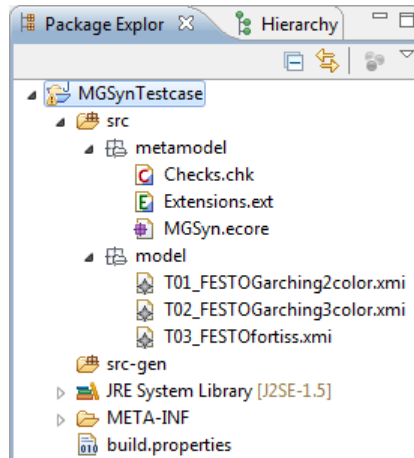 Package Explor Hierarchy
MGSynTestcase
src
metamodel
Checks.chk
Extensions.ext
MGSyn.ecore
model
T01_FESTOGarching2color.xmi
T02_FESTOGarching3color.xmi
T03_FESTOfortiss.xmi
src-gen
JRE System Library [J2SE-1.5]
META-INF
build.properties